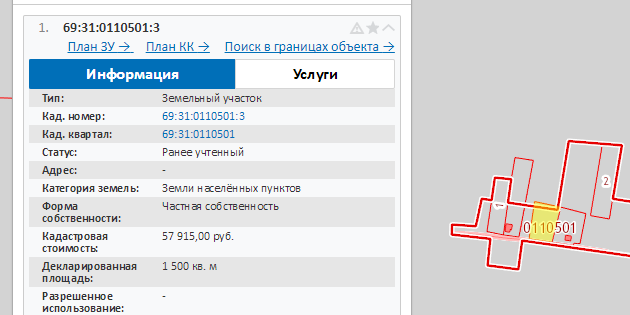 1. 69:31:0110501:3
План ЗУ → План КК → Поиск в границах объекта →
Информация Услуги
Тип: Земельный участок
Кад. номер: 69:31:0110501:3
Кад. квартал: 69:31:0110501
Статус: Ранее учтенный
Адрес: -
Категория земель: Земли населённых пунктов
Форма
собственности: Частная собственность
Кадастровая
стоимость: 57 915,00 руб.
Декларированная
площадь: 1 500 кв. м
Разрешенное
использование: -
2
1
0110501